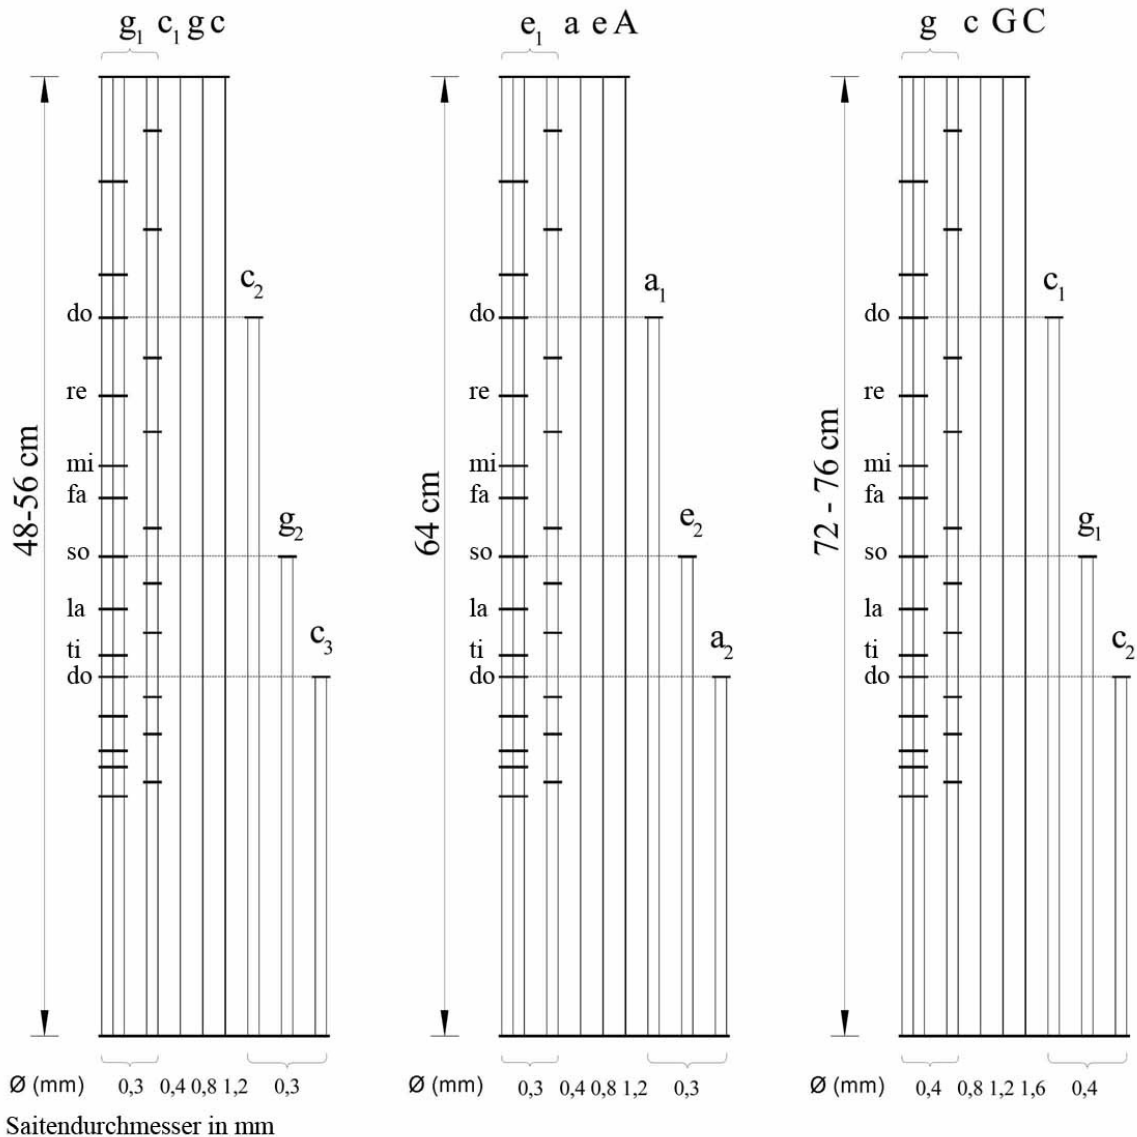 g₁ c₁ g c
e₁ a e A
g c G C
c₂
a₁
c₁
do
do
do
re
re
re
48-56 cm
64 cm
72 - 76 cm
mi
mi
mi
fa
fa
fa
g₂
e₂
g₁
so
so
so
la
la
la
c₃
a₂
c₂
ti
ti
ti
do
do
do
Ø (mm) 0,3 0,4 0,8 1,2 0,3
Ø (mm) 0,3 0,4 0,8 1,2 0,3
Ø (mm) 0,4 0,8 1,2 1,6 0,4
Saitendurchmesser in mm